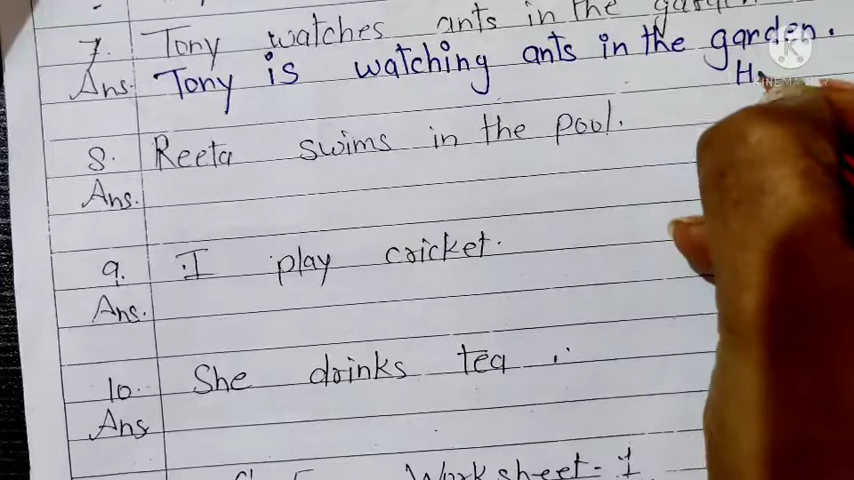 7. Tony watches ants in the garden
Ans. Tony is watching ants in the garden.
H
8. Reeta swims in the pool.
Ans.
9. I play cricket.
Ans.
10. She drinks tea.
Ans
Worksheet-1